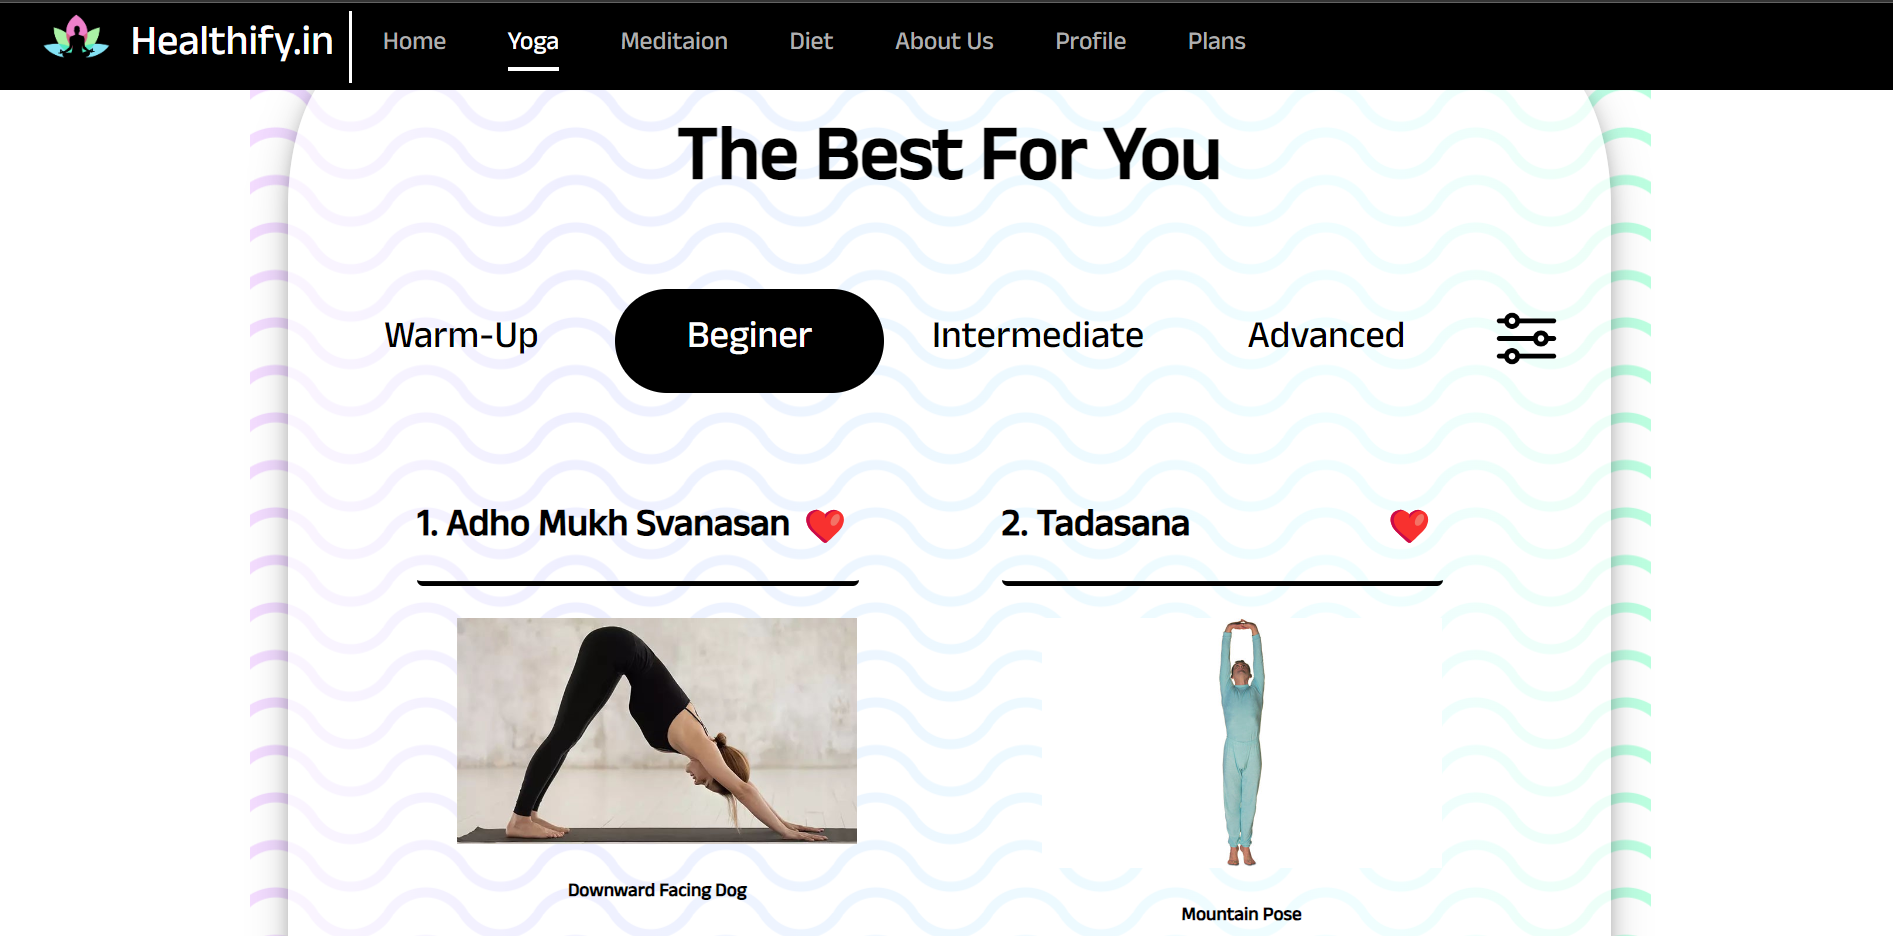 Healthify.in
Home Yoga Meditaion Diet About Us Profile Plans
The Best For You
Warm-Up Beginer Intermediate Advanced
1. Adho Mukh Svanasan
2. Tadasana
Downward Facing Dog
Mountain Pose